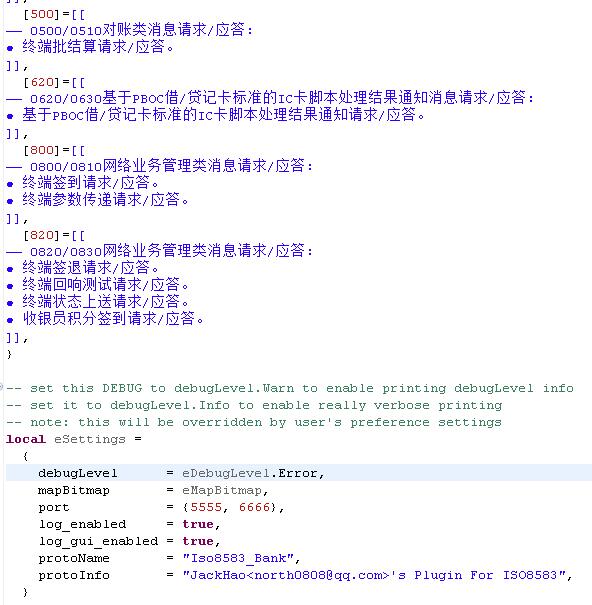 ]],
[500]=[[
—— 0500/0510对账类消息请求/应答:
● 终端批结算请求/应答。
]],
[620]=[[
—— 0620/0630基于PBOC借/贷记卡标准的IC卡脚本处理结果通知消息请求/应答:
● 基于PBOC借/贷记卡标准的IC卡脚本处理结果通知请求/应答。
]],
[800]=[[
—— 0800/0810网络业务管理类消息请求/应答:
● 终端签到请求/应答。
● 终端参数传递请求/应答。
]],
[820]=[[
—— 0820/0830网络业务管理类消息请求/应答:
● 终端签退请求/应答。
● 终端回响测试请求/应答。
● 终端状态上送请求/应答。
● 收银员积分签到请求/应答。
]],
}
-- set this DEBUG to debugLevel.Warn to enable printing debugLevel info
-- set it to debugLevel.Info to enable really verbose printing
-- note: this will be overridden by user's preference settings
local eSettings =
{
debugLevel = eDebugLevel.Error,
mapBitmap = eMapBitmap,
port = {5555, 6666},
log_enabled = true,
log_gui_enabled = true,
protoName = "Iso8583_Bank",
protoInfo = "JackHao<north0808@qq.com>'s Plugin For ISO8583",
}